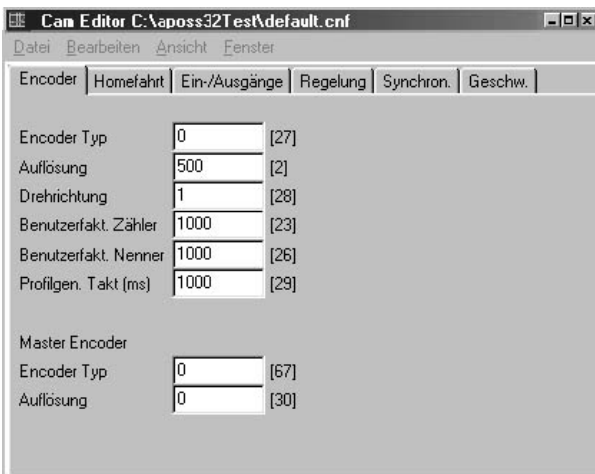 Cam Editor C:\aposs32Test\default.cnf
Datei Bearbeiten Ansicht Fenster
Encoder Homefahrt Ein-/Ausgänge Regelung Synchron. Geschw.
Encoder Typ 0 [27]
Auflösung 500 [2]
Drehrichtung 1 [28]
Benutzerfakt. Zähler 1000 [23]
Benutzerfakt. Nenner 1000 [26]
Profilgen. Takt (ms) 1000 [29]
Master Encoder
Encoder Typ 0 [67]
Auflösung 0 [30]